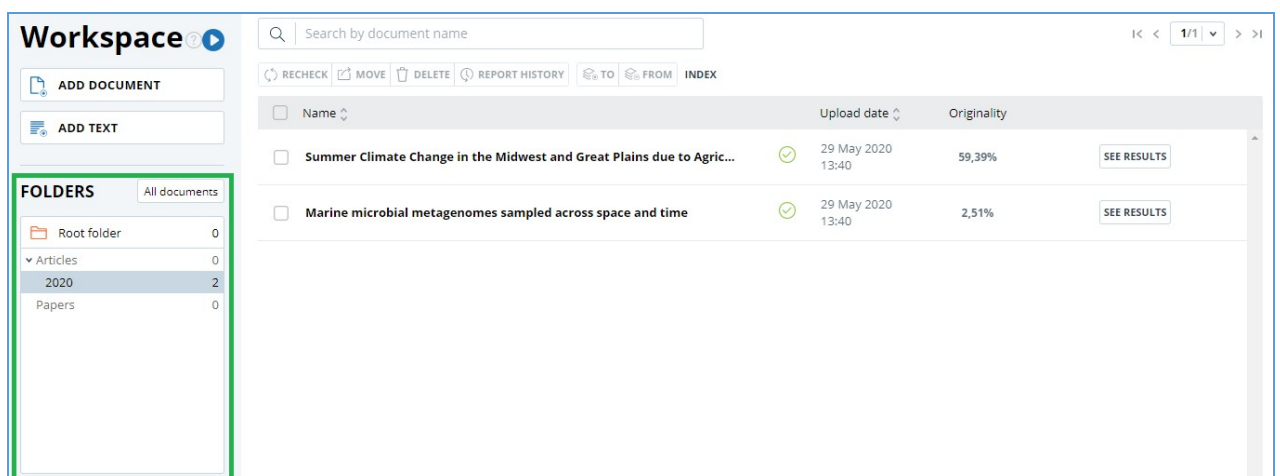 Workspace
ADD DOCUMENT
ADD TEXT
FOLDERS All documents
Root folder 0
Articles 0
2020 2
Papers 0
Search by document name
1/1
RECHECK MOVE DELETE REPORT HISTORY TO FROM INDEX
Name Upload date Originality
Summer Climate Change in the Midwest and Great Plains due to Agric... 29 May 2020 13:40 59,39% SEE RESULTS
Marine microbial metagenomes sampled across space and time 29 May 2020 13:40 2,51% SEE RESULTS